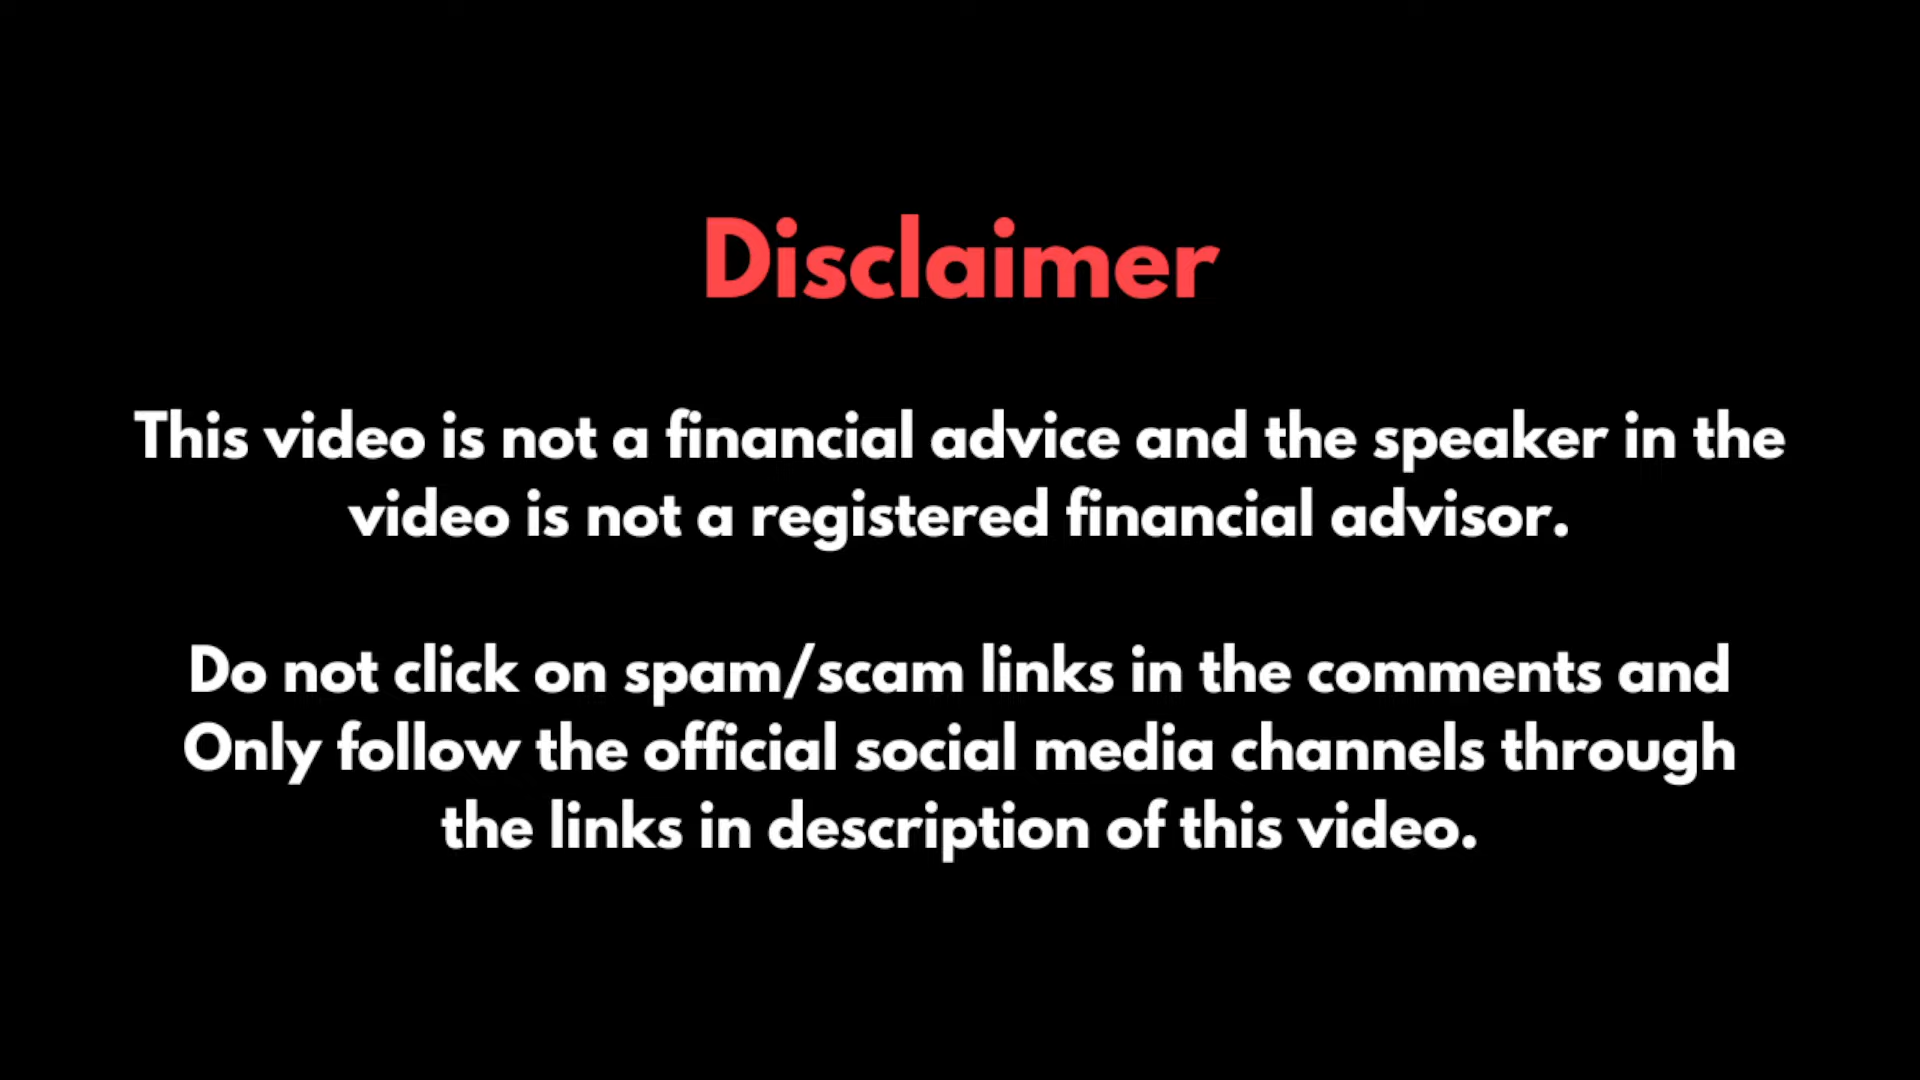 Disclaimer
This video is not a financial advice and the speaker in the
video is not a registered financial advisor.
Do not click on spam/scam links in the comments and
Only follow the official social media channels through
the links in description of this video.